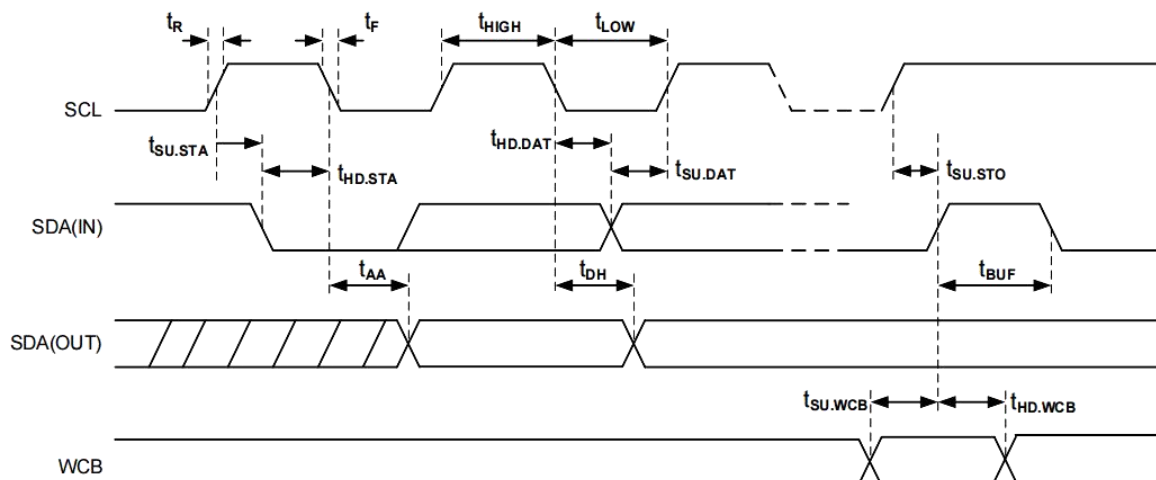 tR tF tHIGH tLOW
SCL
tSU.STA tHD.DAT
tHD.STA tSU.DAT tSU.STO
SDA(IN)
tAA tDH tBUF
SDA(OUT)
tSU.WCB tHD.WCB
WCB